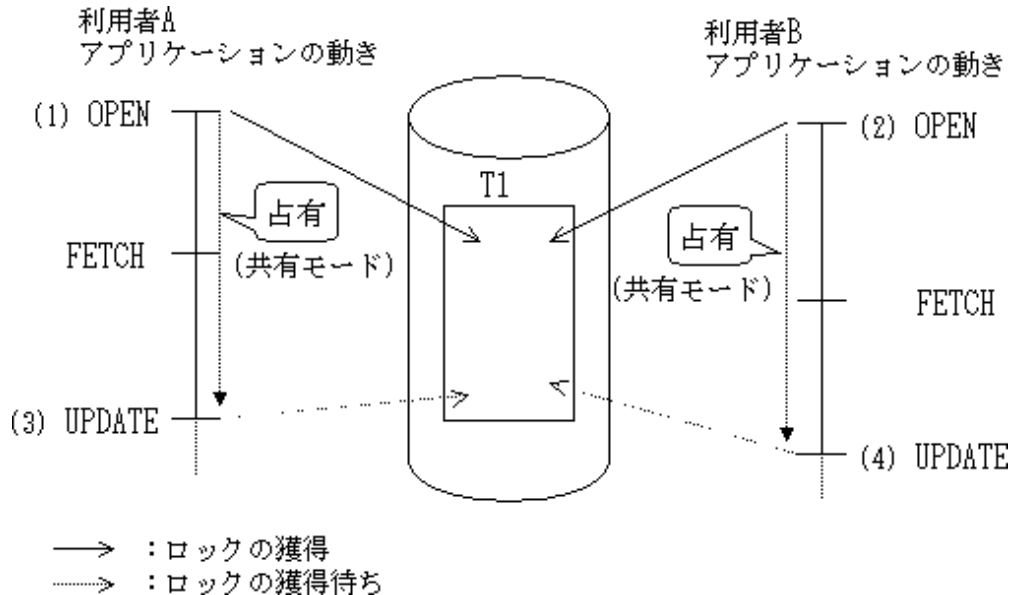 利用者A
アプリケーションの動き
利用者B
アプリケーションの動き
(1) OPEN
(2) OPEN
T1
占有
占有
FETCH
(共有モード)
(共有モード)
FETCH
(3) UPDATE
(4) UPDATE
：ロックの獲得
：ロックの獲得待ち